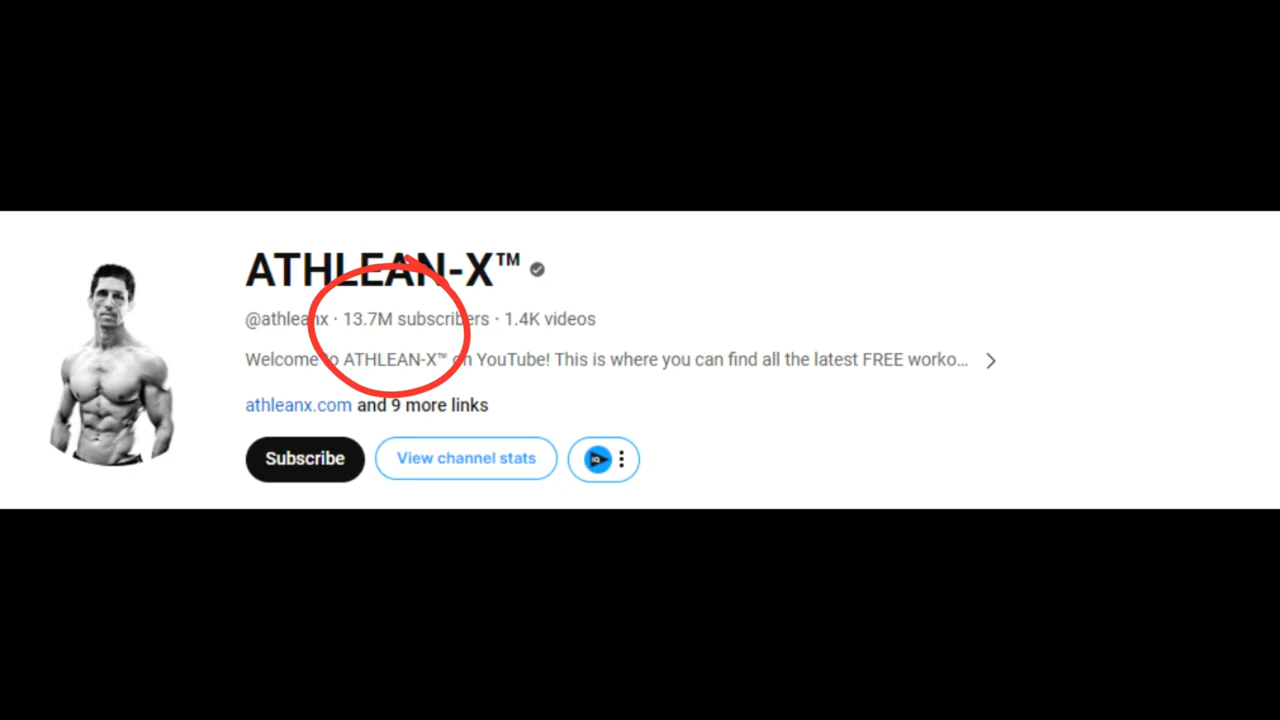 ATHLEAN-X™
@athleanx · 13.7M subscribers · 1.4K videos
Welcome to ATHLEAN-X™ on YouTube! This is where you can find all the latest FREE worko...
athleanx.com and 9 more links
Subscribe
View channel stats
IQ